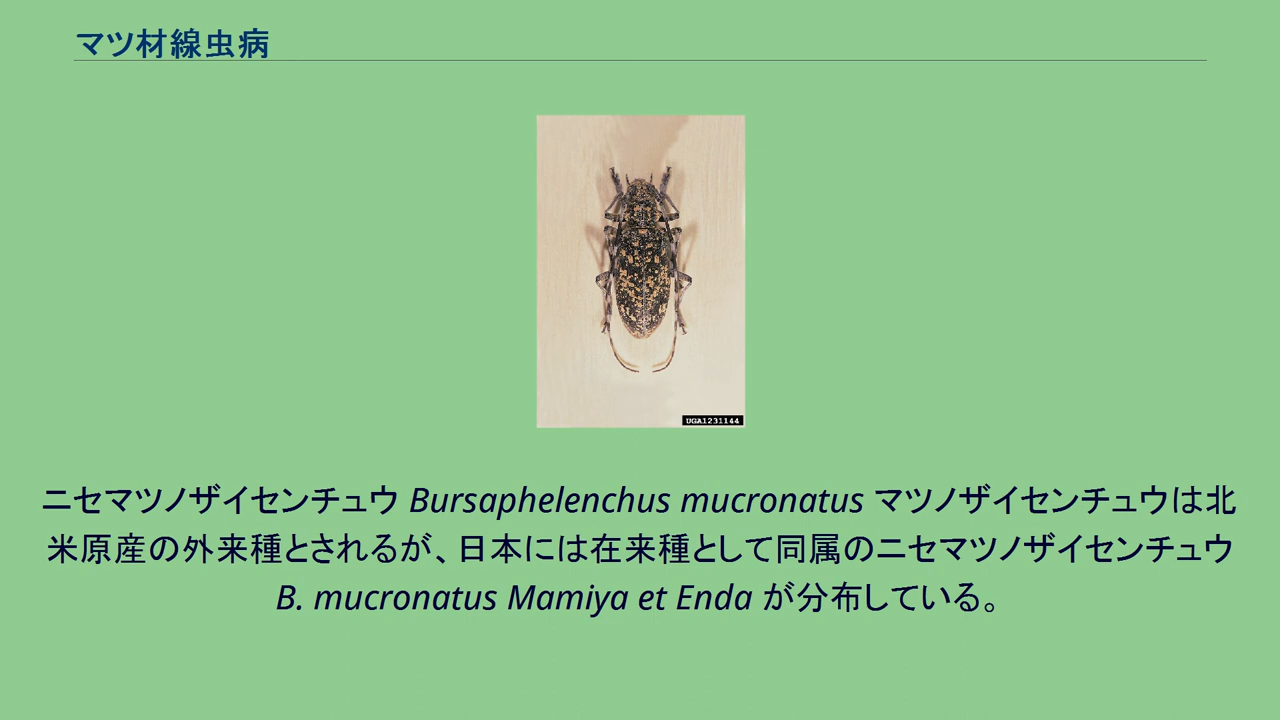 マツ材線虫病
UGA1231144
ニセマツノザイセンチュウ Bursaphelenchus mucronatus マツノザイセンチュウは北
米原産の外来種とされるが、日本には在来種として同属のニセマツノザイセンチュウ
B. mucronatus Mamiya et Enda が分布している。